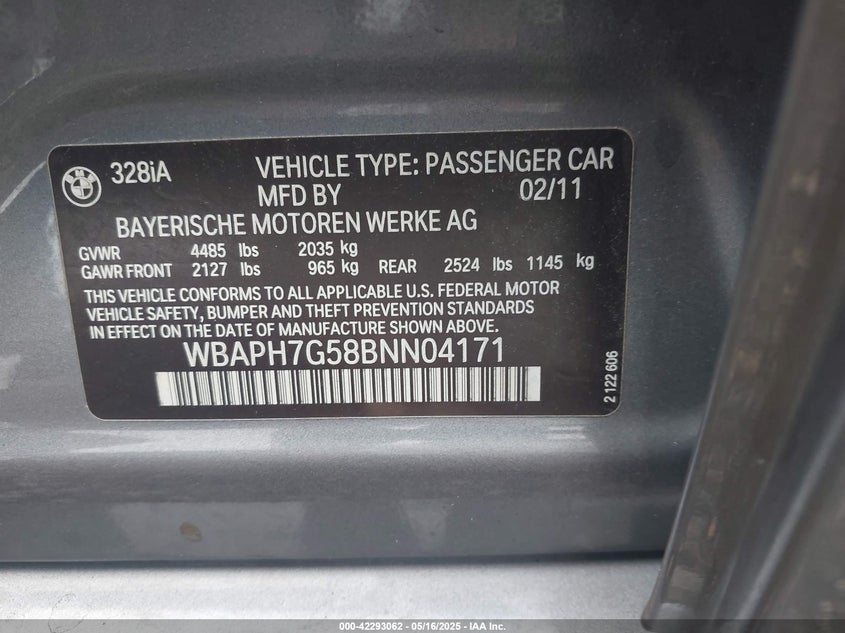 BMW
328iA VEHICLE TYPE: PASSENGER CAR
MFD BY 02/11
BAYERISCHE MOTOREN WERKE AG
GVWR 4485 lbs 2035 kg
GAWR FRONT 2127 lbs 965 kg REAR 2524 lbs 1145 kg
THIS VEHICLE CONFORMS TO ALL APPLICABLE U.S. FEDERAL MOTOR
VEHICLE SAFETY, BUMPER AND THEFT PREVENTION STANDARDS
IN EFFECT ON THE DATE OF MANUFACTURE SHOWN ABOVE.
WBAPH7G58BNN04171
2 122 606
000-42293062 - 05/16/2025 - IAA Inc.